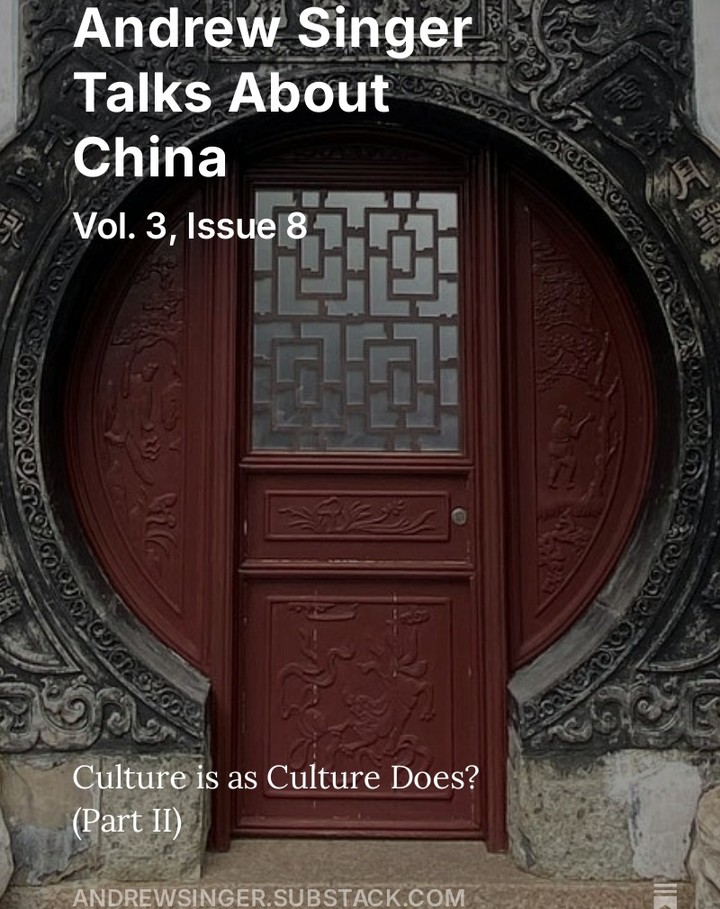 Andrew Singer
Talks About
China
Vol. 3, Issue 8
Culture is as Culture Does?
(Part II)
ANDREWSINGER.SUBSTACK.COM